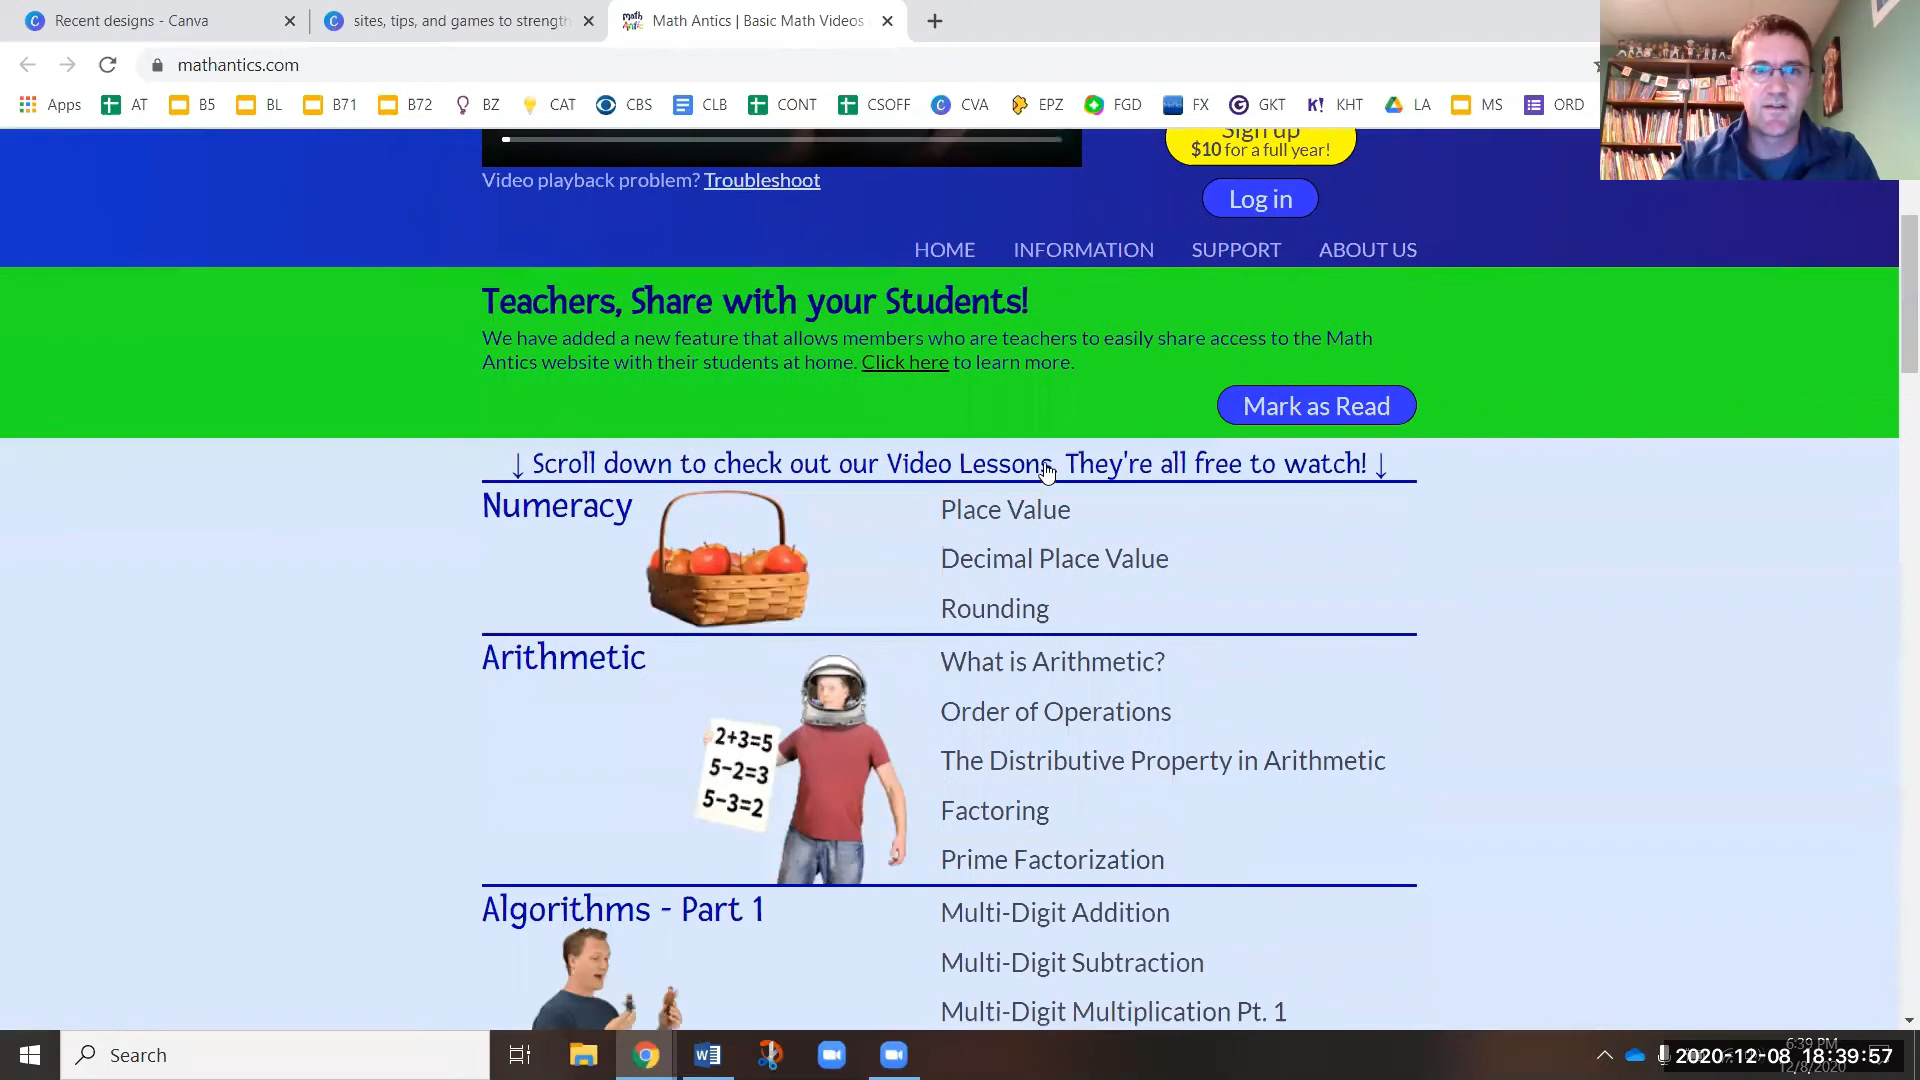 Recent designs - Canva
sites, tips, and games to strength
Math Antics | Basic Math Videos
mathantics.com
Apps AT B5 BL B71 B72 BZ CAT CBS CLB CONT CSOFF CVA EPZ FGD FX GKT KHT LA MS ORD
Sign up
$10 for a full year!
Video playback problem? Troubleshoot
Log in
HOME INFORMATION SUPPORT ABOUT US
Teachers, Share with your Students!
We have added a new feature that allows members who are teachers to easily share access to the Math
Antics website with their students at home. Click here to learn more.
Mark as Read
↓ Scroll down to check out our Video Lessons. They're all free to watch! ↓
Numeracy
Place Value
Decimal Place Value
Rounding
Arithmetic
2+3=5
5-2=3
5-3=2
What is Arithmetic?
Order of Operations
The Distributive Property in Arithmetic
Factoring
Prime Factorization
Algorithms - Part 1
Multi-Digit Addition
Multi-Digit Subtraction
Multi-Digit Multiplication Pt. 1
Search
6:39 PM
2020-12-08 18:39:57
12/8/2020